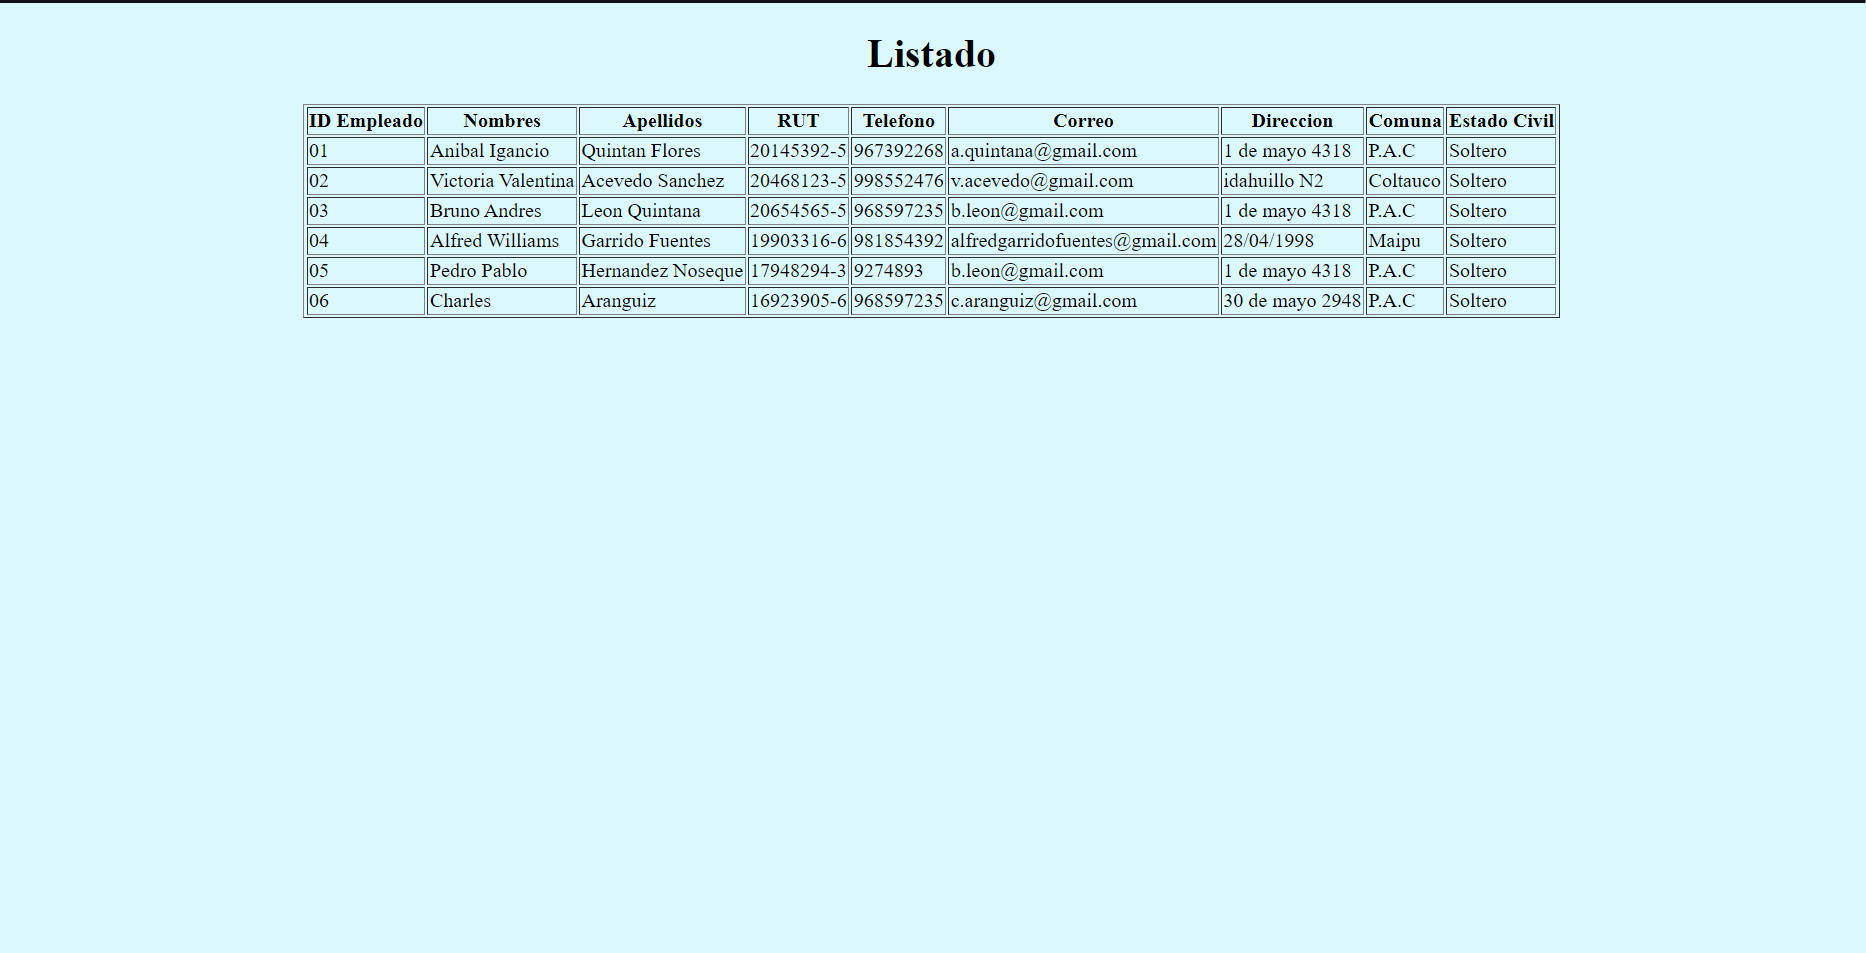 Listado
ID Empleado Nombres Apellidos RUT Telefono Correo Direccion Comuna Estado Civil
01 Anibal Igancio Quintan Flores 20145392-5 967392268 a.quintana@gmail.com 1 de mayo 4318 P.A.C Soltero
02 Victoria Valentina Acevedo Sanchez 20468123-5 998552476 v.acevedo@gmail.com idahuillo N2 Coltauco Soltero
03 Bruno Andres Leon Quintana 20654565-5 968597235 b.leon@gmail.com 1 de mayo 4318 P.A.C Soltero
04 Alfred Williams Garrido Fuentes 19903316-6 981854392 alfredgarridofuentes@gmail.com 28/04/1998 Maipu Soltero
05 Pedro Pablo Hernandez Noseque 17948294-3 9274893 b.leon@gmail.com 1 de mayo 4318 P.A.C Soltero
06 Charles Aranguiz 16923905-6 968597235 c.aranguiz@gmail.com 30 de mayo 2948 P.A.C Soltero